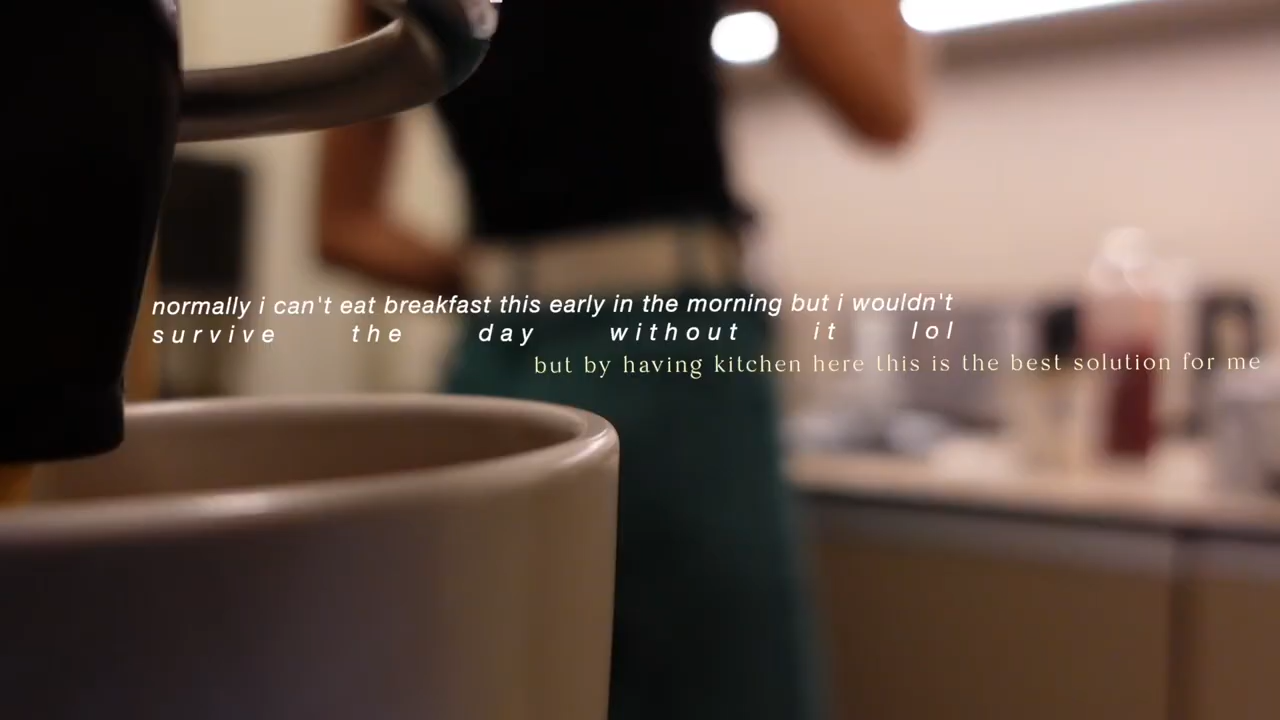 normally i can't eat breakfast this early in the morning but i wouldn't
survive the day without it lol
but by having kitchen here this is the best solution for me